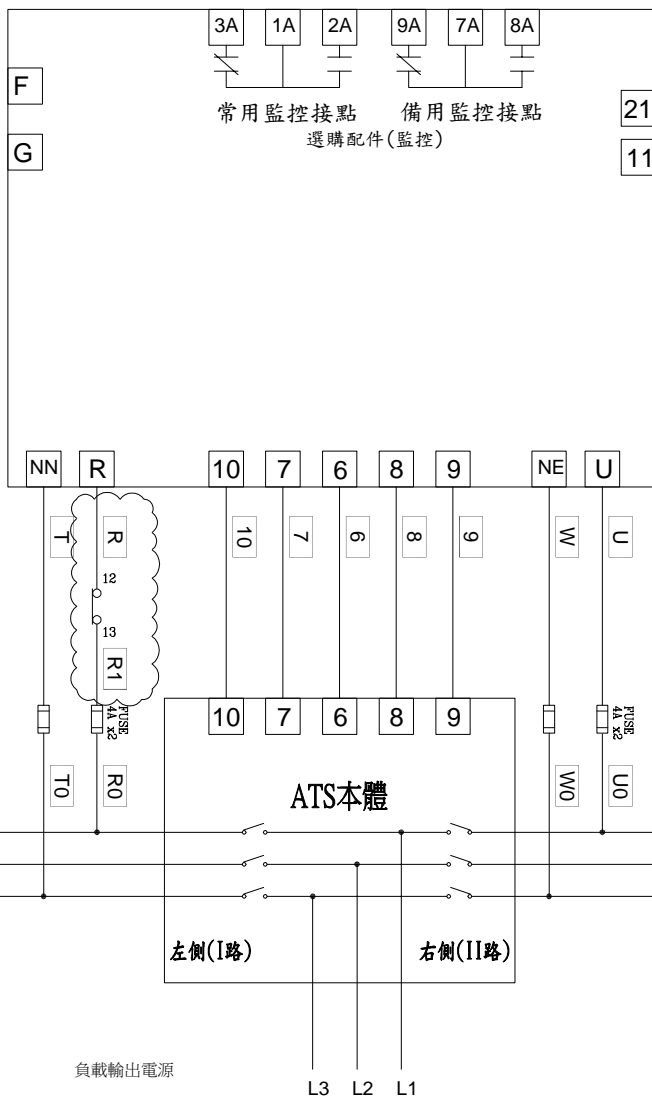 3A 1A 2A 9A 7A 8A
F
常用監控接點 備用監控接點
21
選購配件(監控)
G
11
NN R 10 7 6 8 9 NE U
T R 10 7 6 8 9 W U
12
13
R1
FUSE
4A x2
FUSE
4A x2
10 7 6 8 9
T0 R0 W0 U0
ATS本體
左側(I路) 右側(II路)
負載輸出電源
L3 L2 L1